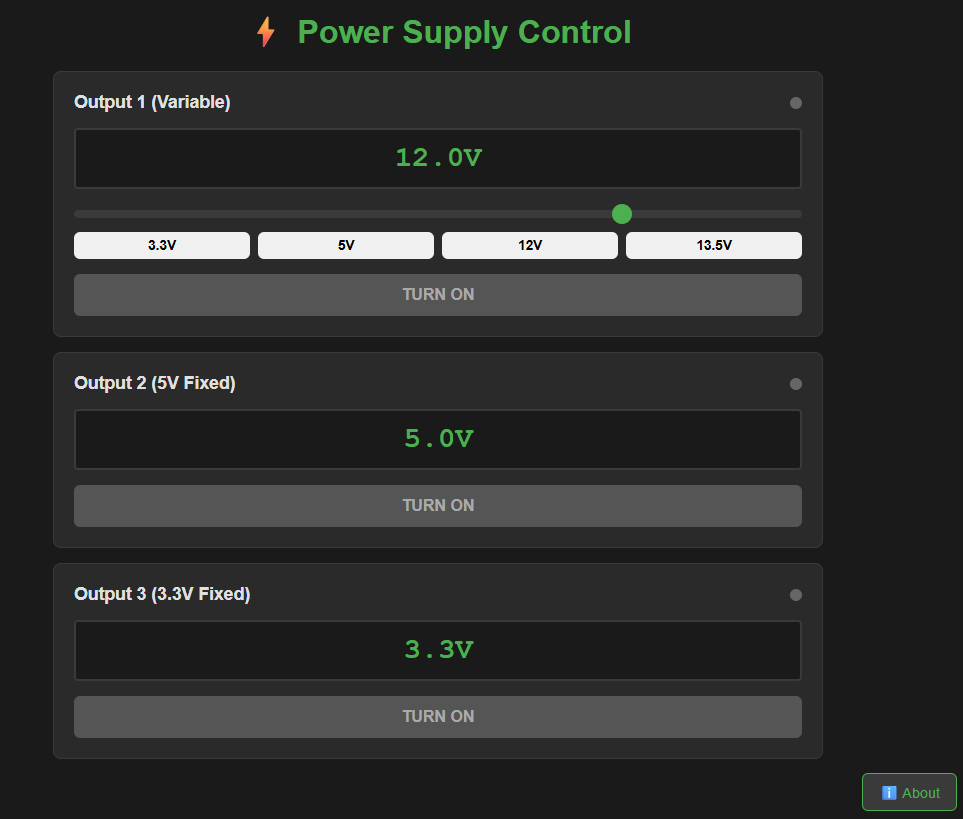 ⚡ Power Supply Control
Output 1 (Variable)
12.0V
3.3V 5V 12V 13.5V
TURN ON
Output 2 (5V Fixed)
5.0V
TURN ON
Output 3 (3.3V Fixed)
3.3V
TURN ON
ℹ️ About